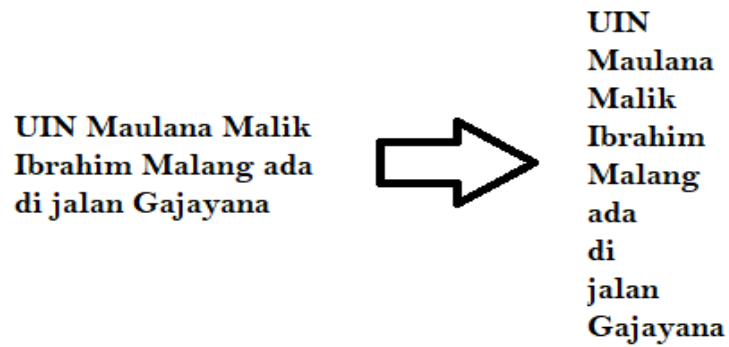 UIN Maulana Malik
Ibrahim Malang ada
di jalan Gajayana
UIN
Maulana
Malik
Ibrahim
Malang
ada
di
jalan
Gajayana